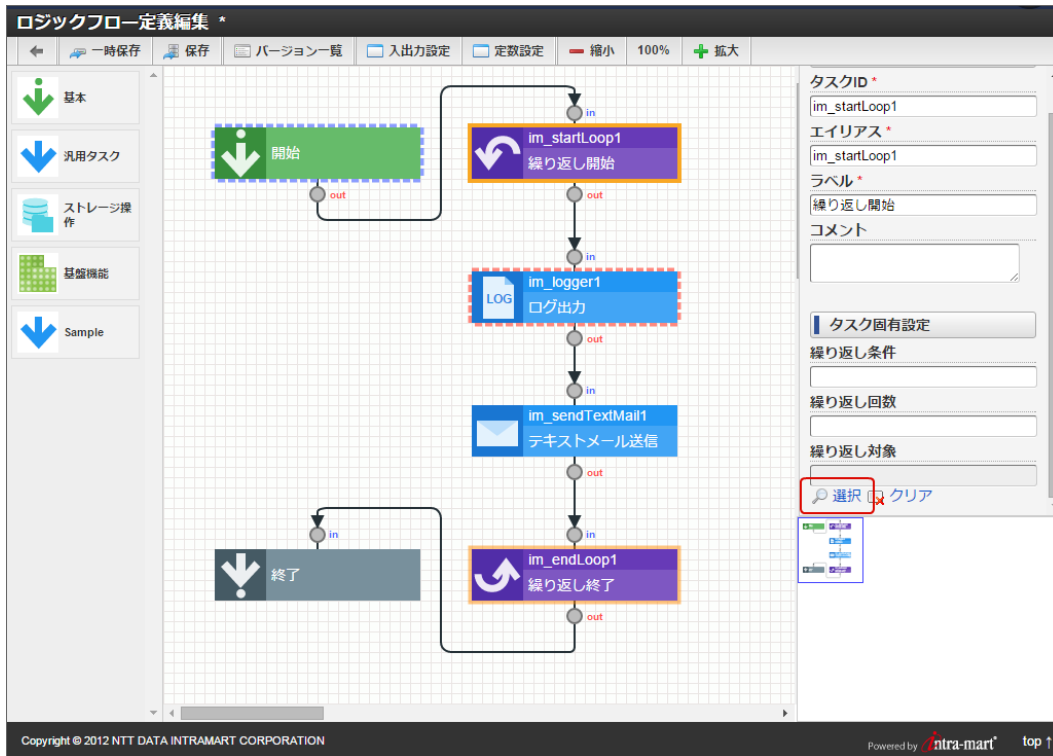 ロジックフロー定義編集 *
一時保存 保存 バージョン一覧 入出力設定 定数設定 縮小 100% 拡大
基本
汎用タスク
ストレージ操
作
基盤機能
Sample
開始
out
in
im_startLoop1
繰り返し開始
out
in
im_logger1
LOG
ログ出力
out
in
im_sendTextMail1
テキストメール送信
out
in
im_endLoop1
繰り返し終了
out
in
終了
タスクID *
im_startLoop1
エイリアス *
im_startLoop1
ラベル *
繰り返し開始
コメント
タスク固有設定
繰り返し条件
繰り返し回数
繰り返し対象
選択 クリア
Copyright © 2012 NTT DATA INTRAMART CORPORATION
Powered by intra-mart top ↑